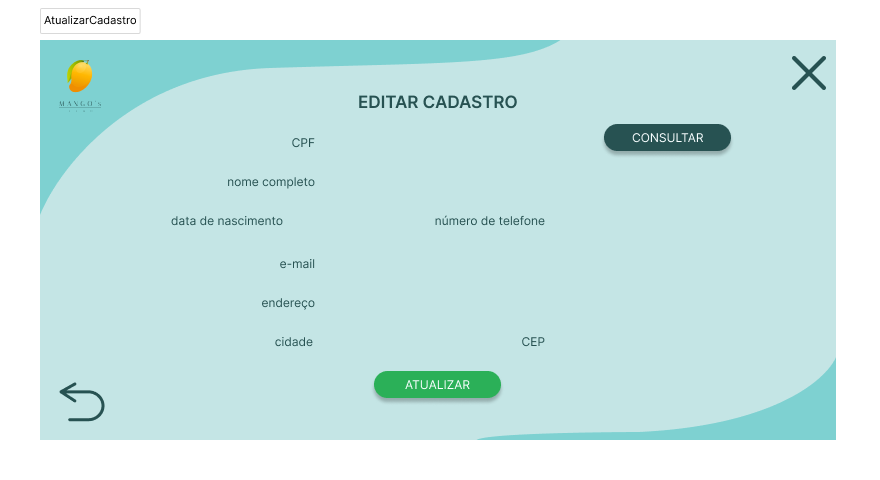 AtualizarCadastro
MANGO's
EDITAR CADASTRO
CPF
CONSULTAR
nome completo
data de nascimento
número de telefone
e-mail
endereço
cidade
CEP
ATUALIZAR